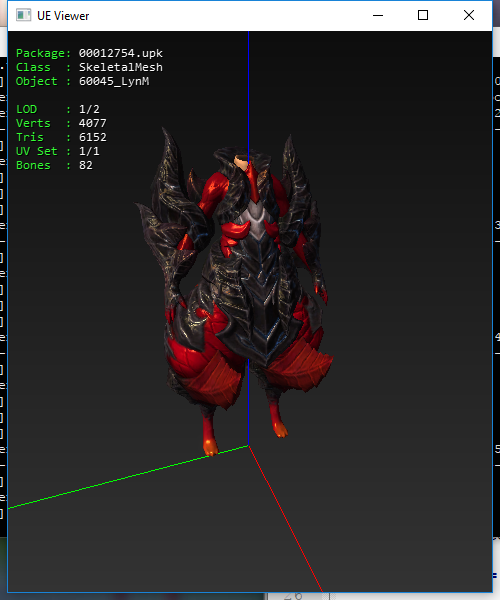 UE Viewer
Package: 00012754.upk
Class : SkeletalMesh
Object : 60045_LynM
LOD : 1/2
Verts : 4077
Tris : 6152
UV Set : 1/1
Bones : 82
26